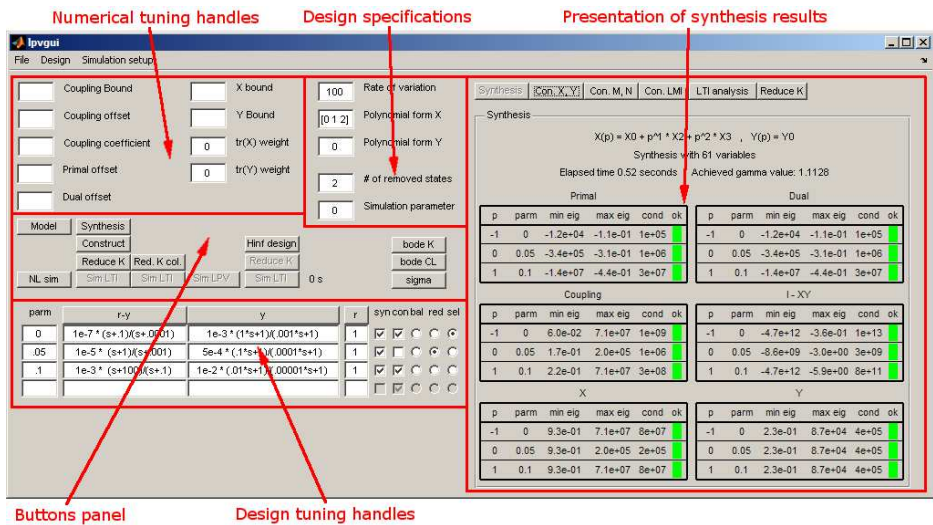 Numerical tuning handles
Design specifications
Presentation of synthesis results
lpvgui
File Design Simulation setup
Coupling Bound
X bound
Coupling offset
Y Bound
Coupling coefficient
0 tr(X) weight
Primal offset
0 tr(Y) weight
Dual offset
100 Rate of variation
[0 1 2] Polynomial form X
0 Polynomial form Y
2 # of removed states
0 Simulation parameter
Model Synthesis
Construct Hinf design bode K
Reduce K Red. K col. Reduce K bode CL
NL sim Sim LTI Sim LTI Sim LPV Sim LTI 0 s sigma
parm r-y y r syn con bal red sel
0 1e-7 * (s+.1)/(s+.0001) 1e-3 * (1*s+1)/(.001*s+1) 1
.05 1e-5 * (s+1)/(s+.001) 5e-4 * (.1*s+1)/(.0001*s+1) 1
.1 1e-3 * (s+100)/(s+.1) 1e-2 * (.01*s+1)/(.00001*s+1) 1
Synthesis Con. X, Y Con. M, N Con. LMI LTI analysis Reduce K
Synthesis
X(p) = X0 + p^1 * X2 + p^2 * X3 , Y(p) = Y0
Synthesis with 61 variables
Elapsed time 0.52 seconds Achieved gamma value: 1.1128
Primal
p parm min eig max eig cond ok
-1 0 -1.2e+04 -1.1e-01 1e+05
0 0.05 -3.4e+05 -3.1e-01 1e+06
1 0.1 -1.4e+07 -4.4e-01 3e+07
Dual
p parm min eig max eig cond ok
-1 0 -1.2e+04 -1.1e-01 1e+05
0 0.05 -3.4e+05 -3.1e-01 1e+06
1 0.1 -1.4e+07 -4.4e-01 3e+07
Coupling
p parm min eig max eig cond ok
-1 0 6.0e-02 7.1e+07 1e+09
0 0.05 1.7e-01 2.0e+05 1e+06
1 0.1 2.2e-01 7.1e+07 3e+08
I - XY
p parm min eig max eig cond ok
-1 0 -4.7e+12 -3.6e-01 1e+13
0 0.05 -8.6e+09 -3.0e+00 3e+09
1 0.1 -4.7e+12 -5.9e+00 8e+11
X
p parm min eig max eig cond ok
-1 0 9.3e-01 7.1e+07 8e+07
0 0.05 9.3e-01 2.0e+05 2e+05
1 0.1 9.3e-01 7.1e+07 8e+07
Y
p parm min eig max eig cond ok
-1 0 2.3e-01 8.7e+04 4e+05
0 0.05 2.3e-01 8.7e+04 4e+05
1 0.1 2.3e-01 8.7e+04 4e+05
Buttons panel
Design tuning handles